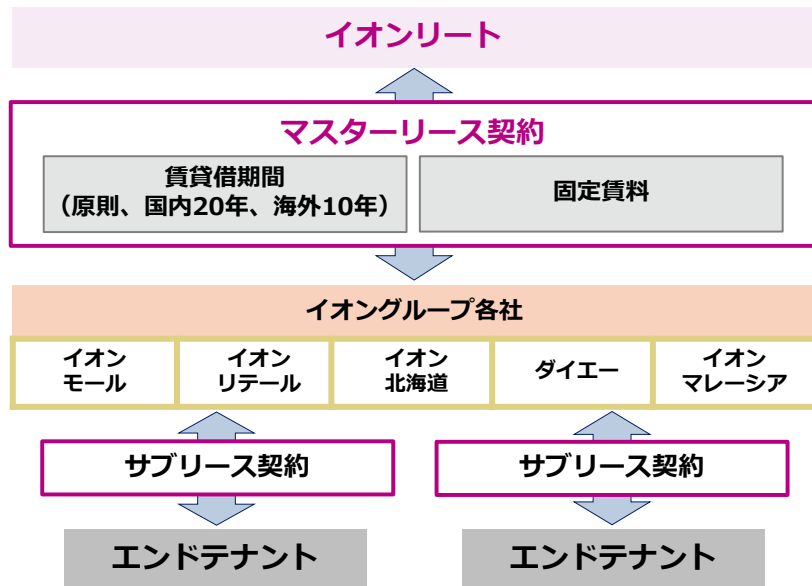 イオンリート
マスターリース契約
賃貸借期間
（原則、国内20年、海外10年）
固定賃料
イオングループ各社
イオン
モール
イオン
リテール
イオン
北海道
ダイエー
イオン
マレーシア
サブリース契約
サブリース契約
エンドテナント
エンドテナント